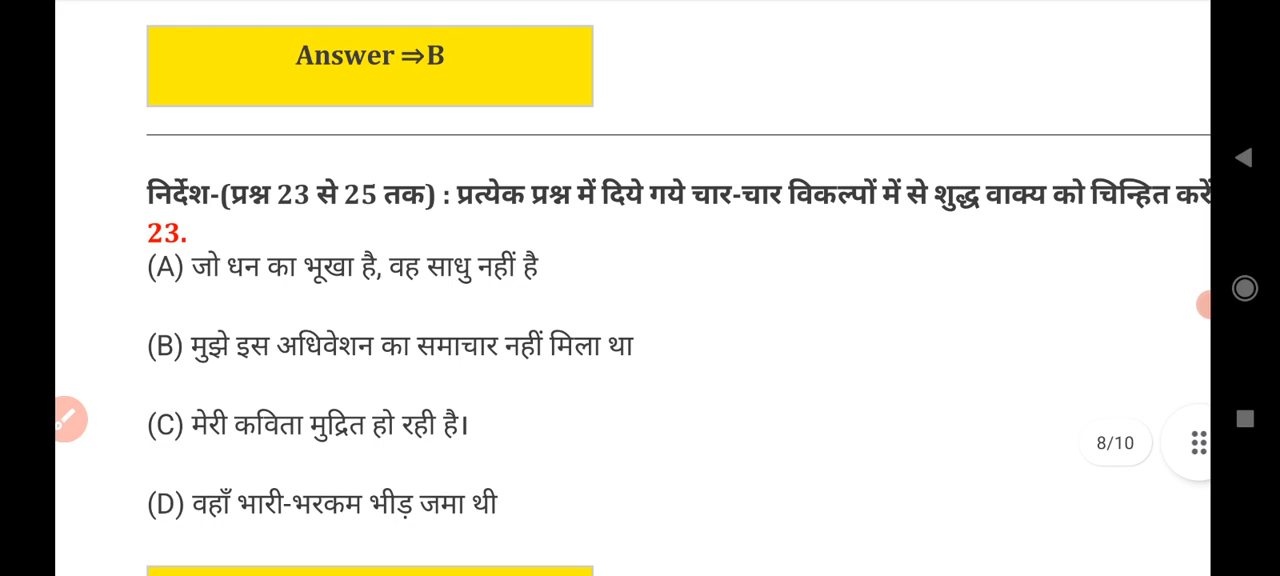 Answer ⇒B
निर्देश-(प्रश्न 23 से 25 तक) : प्रत्येक प्रश्न में दिये गये चार-चार विकल्पों में से शुद्ध वाक्य को चिन्हित करें
23.
(A) जो धन का भूखा है, वह साधु नहीं है
(B) मुझे इस अधिवेशन का समाचार नहीं मिला था
(C) मेरी कविता मुद्रित हो रही है।
8/10
(D) वहाँ भारी-भरकम भीड़ जमा थी